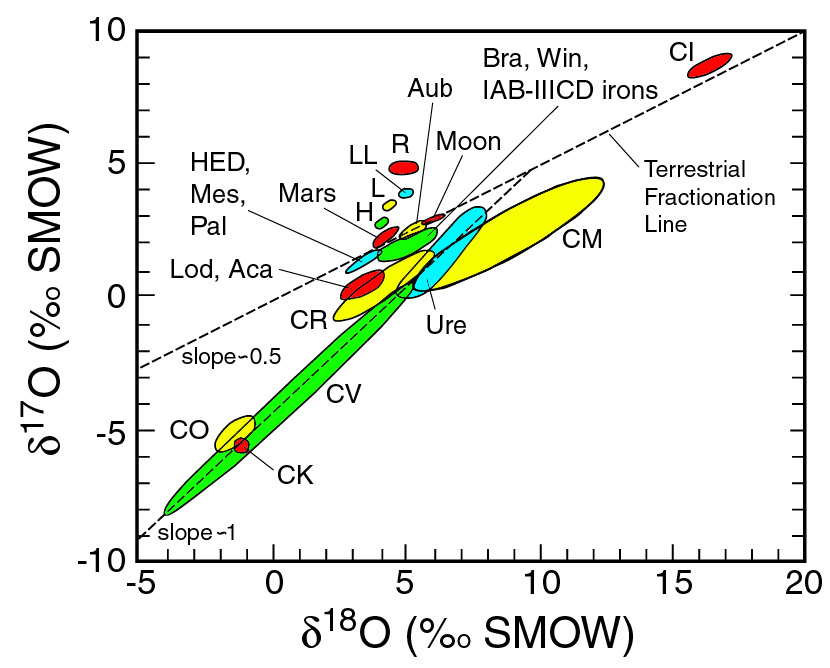 10
5
0
-5
-10
δ17O (‰ SMOW)
Bra, Win,
IAB-IIICD irons
CI
Aub
Moon
R
LL
L
H
Mars
HED,
Mes,
Pal
Lod, Aca
Terrestrial
Fractionation
Line
CM
Ure
CR
slope~0.5
CV
CO
CK
slope~1
-5
0
5
10
15
20
δ18O (‰ SMOW)